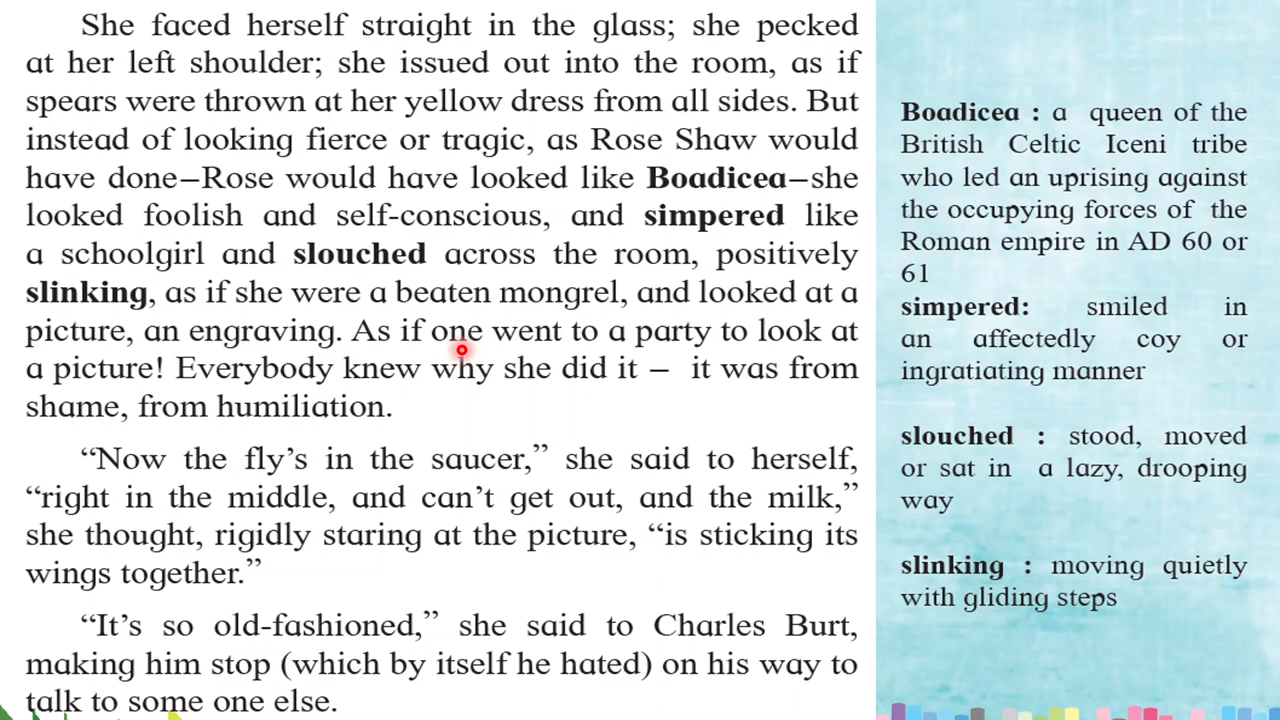 She faced herself straight in the glass; she pecked
at her left shoulder; she issued out into the room, as if
spears were thrown at her yellow dress from all sides. But
instead of looking fierce or tragic, as Rose Shaw would
have done–Rose would have looked like Boadicea–she
looked foolish and self-conscious, and simpered like
a schoolgirl and slouched across the room, positively
slinking, as if she were a beaten mongrel, and looked at a
picture, an engraving. As if one went to a party to look at
a picture! Everybody knew why she did it – it was from
shame, from humiliation.
“Now the fly’s in the saucer,” she said to herself,
“right in the middle, and can’t get out, and the milk,”
she thought, rigidly staring at the picture, “is sticking its
wings together.”
“It’s so old-fashioned,” she said to Charles Burt,
making him stop (which by itself he hated) on his way to
talk to some one else.
Boadicea : a queen of the
British Celtic Iceni tribe
who led an uprising against
the occupying forces of the
Roman empire in AD 60 or
61
simpered: smiled in
an affectedly coy or
ingratiating manner
slouched : stood, moved
or sat in a lazy, drooping
way
slinking : moving quietly
with gliding steps